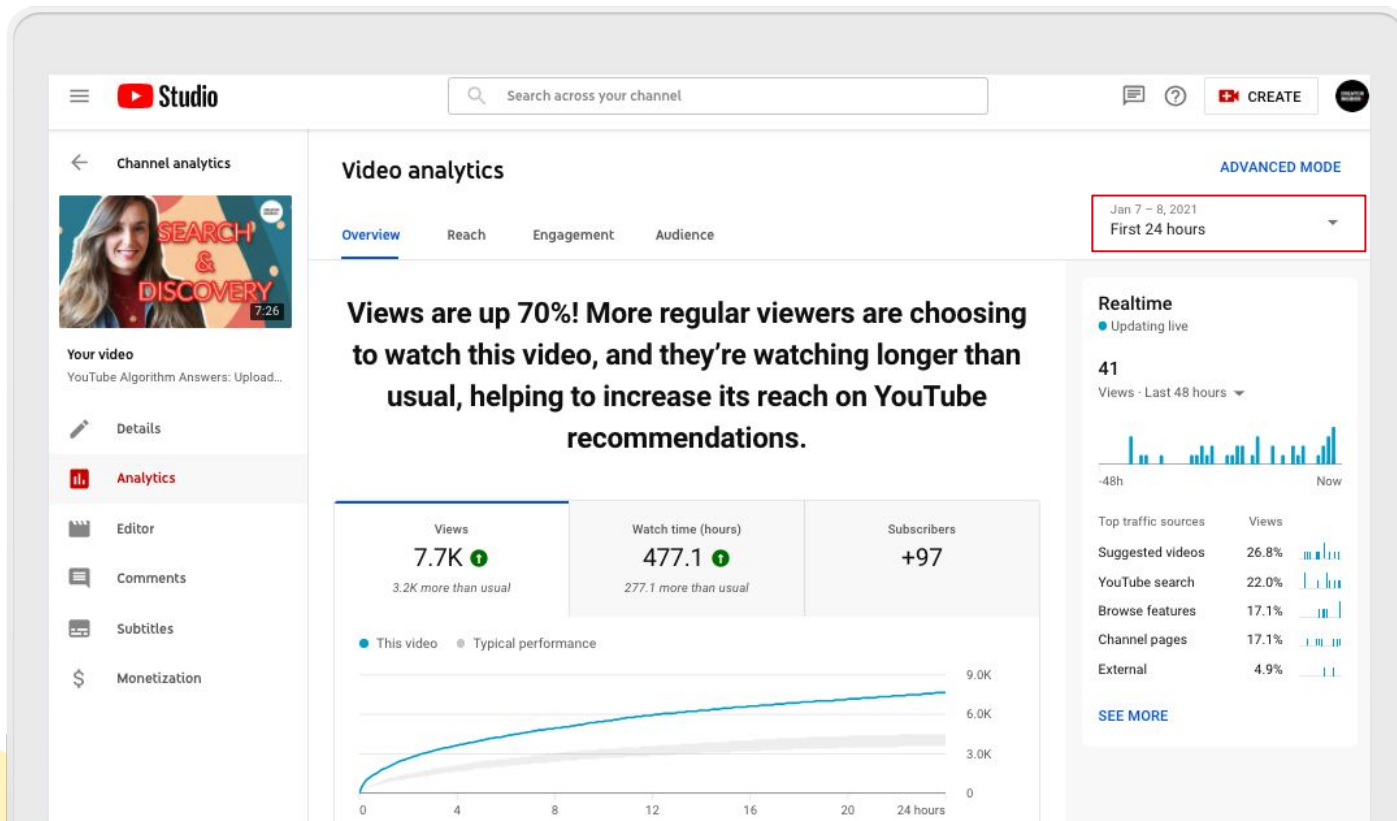 Studio
Search across your channel
CREATE
Channel analytics
SEARCH
&
DISCOVERY
7:26
Your video
YouTube Algorithm Answers: Upload...
Details
Analytics
Editor
Comments
Subtitles
Monetization
Video analytics
ADVANCED MODE
Overview Reach Engagement Audience
Jan 7 – 8, 2021
First 24 hours
Views are up 70%! More regular viewers are choosing
to watch this video, and they’re watching longer than
usual, helping to increase its reach on YouTube
recommendations.
Views
7.7K
3.2K more than usual
Watch time (hours)
477.1
277.1 more than usual
Subscribers
+97
This video Typical performance
9.0K
6.0K
3.0K
0
0 4 8 12 16 20 24 hours
Realtime
Updating live
41
Views · Last 48 hours
-48h Now
Top traffic sources Views
Suggested videos 26.8%
YouTube search 22.0%
Browse features 17.1%
Channel pages 17.1%
External 4.9%
SEE MORE